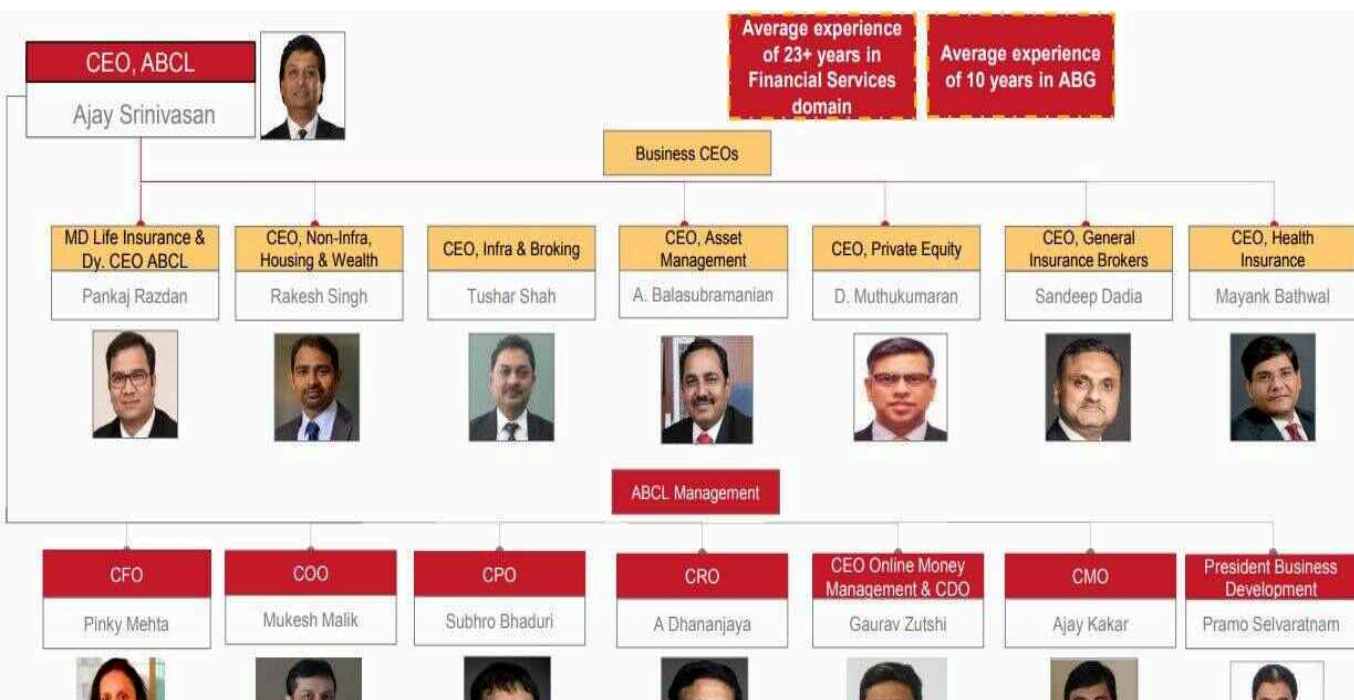 CEO, ABCL
Ajay Srinivasan
Average experience
of 23+ years in
Financial Services
domain
Average experience
of 10 years in ABG
Business CEOs
MD Life Insurance &
Dy. CEO ABCL
Pankaj Razdan
CEO, Non-Infra,
Housing & Wealth
Rakesh Singh
CEO, Infra & Broking
Tushar Shah
CEO, Asset
Management
A. Balasubramanian
CEO, Private Equity
D. Muthukumaran
CEO, General
Insurance Brokers
Sandeep Dadia
CEO, Health
Insurance
Mayank Bathwal
ABCL Management
CFO
Pinky Mehta
COO
Mukesh Malik
CPO
Subhro Bhaduri
CRO
A Dhananjaya
CEO Online Money
Management & CDO
Gaurav Zutshi
CMO
Ajay Kakar
President Business
Development
Pramo Selvaratnam